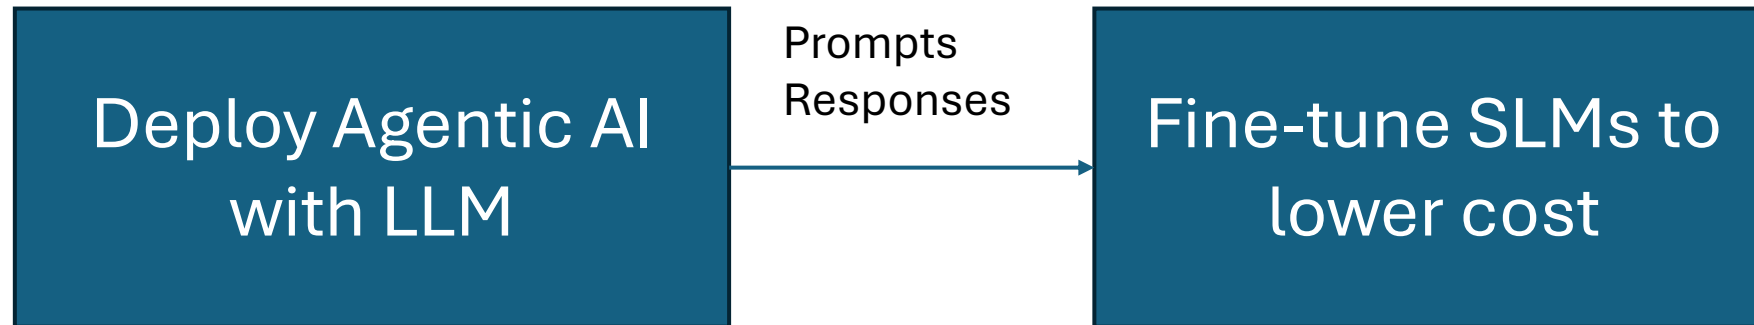 Deploy Agentic AI
with LLM
Prompts
Responses
Fine-tune SLMs to
lower cost